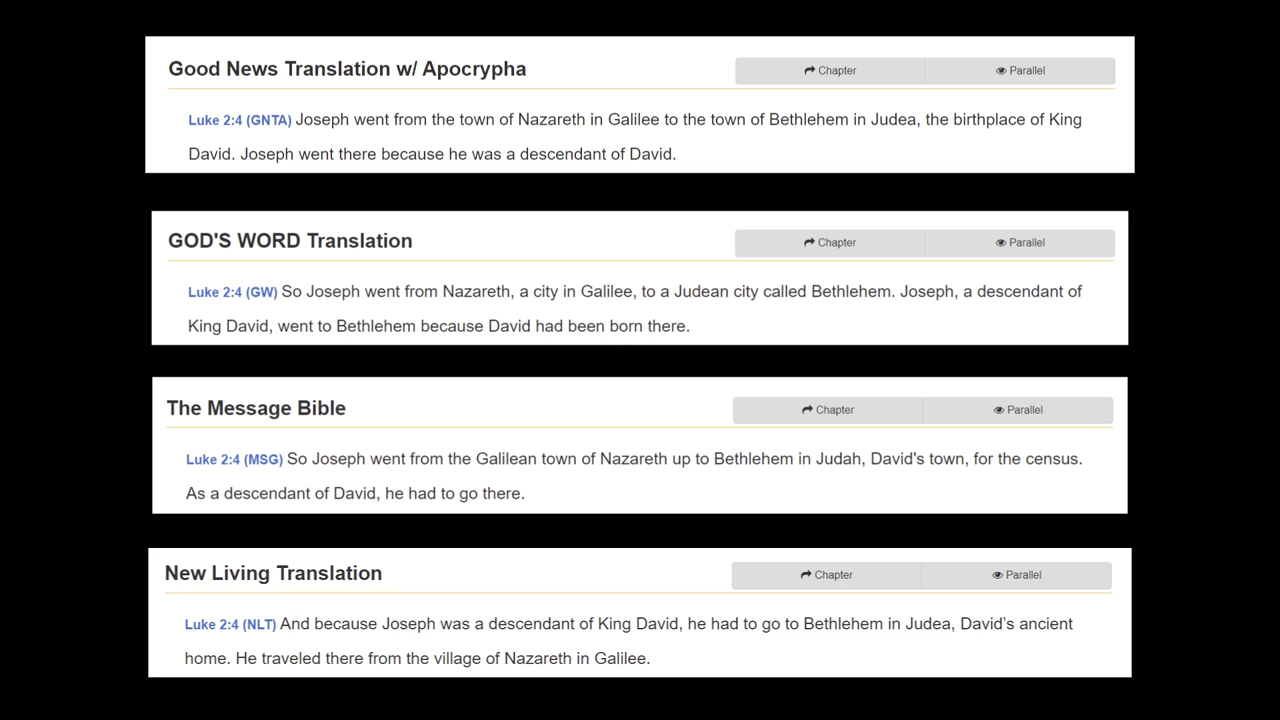 Good News Translation w/ Apocrypha
Chapter
Parallel
Luke 2:4 (GNTA) Joseph went from the town of Nazareth in Galilee to the town of Bethlehem in Judea, the birthplace of King
David. Joseph went there because he was a descendant of David.
GOD'S WORD Translation
Chapter
Parallel
Luke 2:4 (GW) So Joseph went from Nazareth, a city in Galilee, to a Judean city called Bethlehem. Joseph, a descendant of
King David, went to Bethlehem because David had been born there.
The Message Bible
Chapter
Parallel
Luke 2:4 (MSG) So Joseph went from the Galilean town of Nazareth up to Bethlehem in Judah, David's town, for the census.
As a descendant of David, he had to go there.
New Living Translation
Chapter
Parallel
Luke 2:4 (NLT) And because Joseph was a descendant of King David, he had to go to Bethlehem in Judea, David’s ancient
home. He traveled there from the village of Nazareth in Galilee.